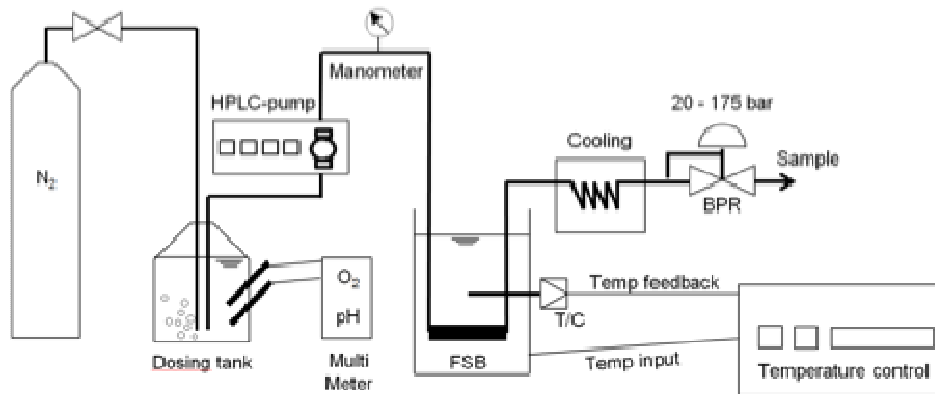 N2
HPLC-pump
Manometer
20 - 175 bar
Cooling
Sample
BPR
O2
pH
Dosing tank
Multi
Meter
FSB
T/C
Temp feedback
Temp input
Temperature control